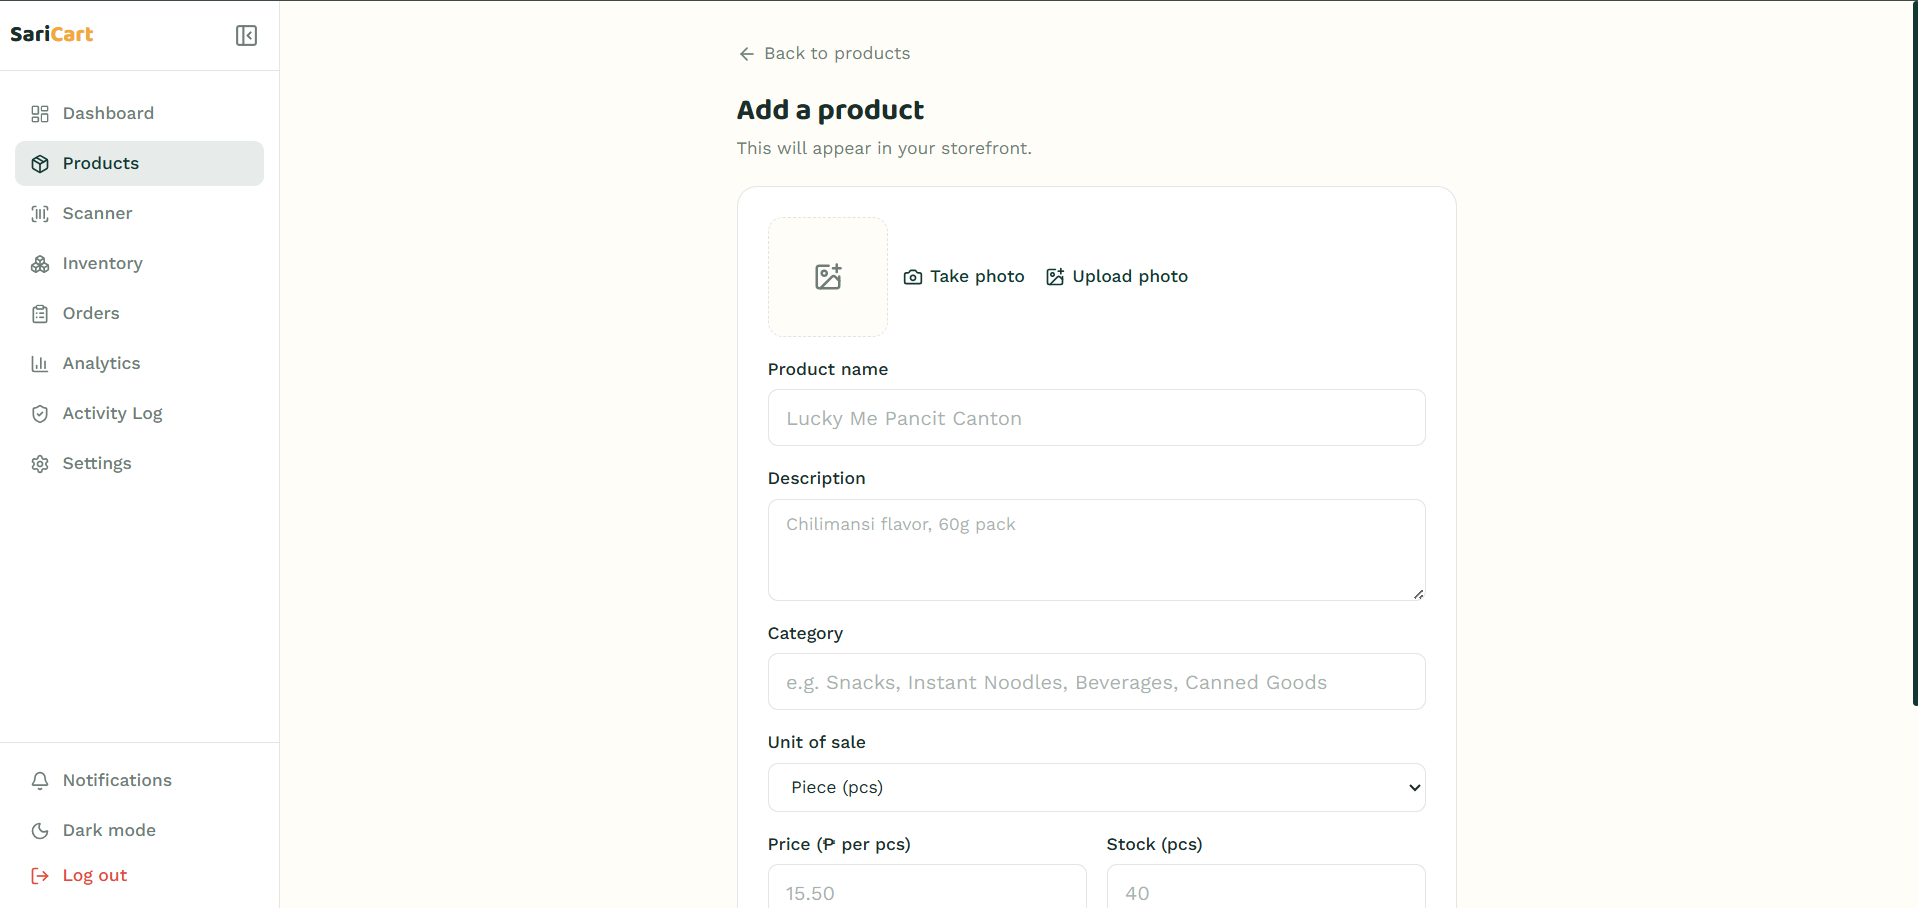 SariCart
Dashboard
Products
Scanner
Inventory
Orders
Analytics
Activity Log
Settings
Notifications
Dark mode
Log out
Back to products
Add a product
This will appear in your storefront.
Take photo
Upload photo
Product name
Lucky Me Pancit Canton
Description
Chilimansi flavor, 60g pack
Category
e.g. Snacks, Instant Noodles, Beverages, Canned Goods
Unit of sale
Piece (pcs)
Price (₱ per pcs)
Stock (pcs)
15.50
40